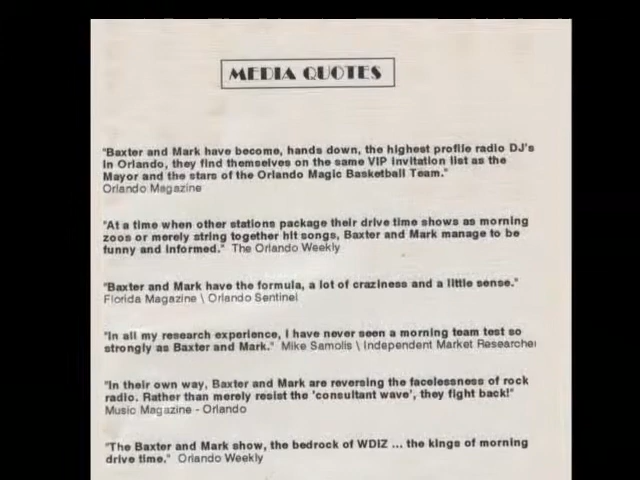 MEDIA QUOTES
"Baxter and Mark have become, hands down, the highest profile radio DJ's
in Orlando, they find themselves on the same VIP invitation list as the
Mayor and the stars of the Orlando Magic Basketball Team."
Orlando Magazine
"At a time when other stations package their drive time shows as morning
zoos or merely string together hit songs, Baxter and Mark manage to be
funny and informed." The Orlando Weekly
"Baxter and Mark have the formula, a lot of craziness and a little sense."
Florida Magazine \ Orlando Sentinel
"In all my research experience, I have never seen a morning team test so
strongly as Baxter and Mark." Mike Samolis \ Independent Market Researcher
"In their own way, Baxter and Mark are reversing the facelessness of rock
radio. Rather than merely resist the 'consultant wave', they fight back!"
Music Magazine - Orlando
"The Baxter and Mark show, the bedrock of WDIZ ... the kings of morning
drive time." Orlando Weekly